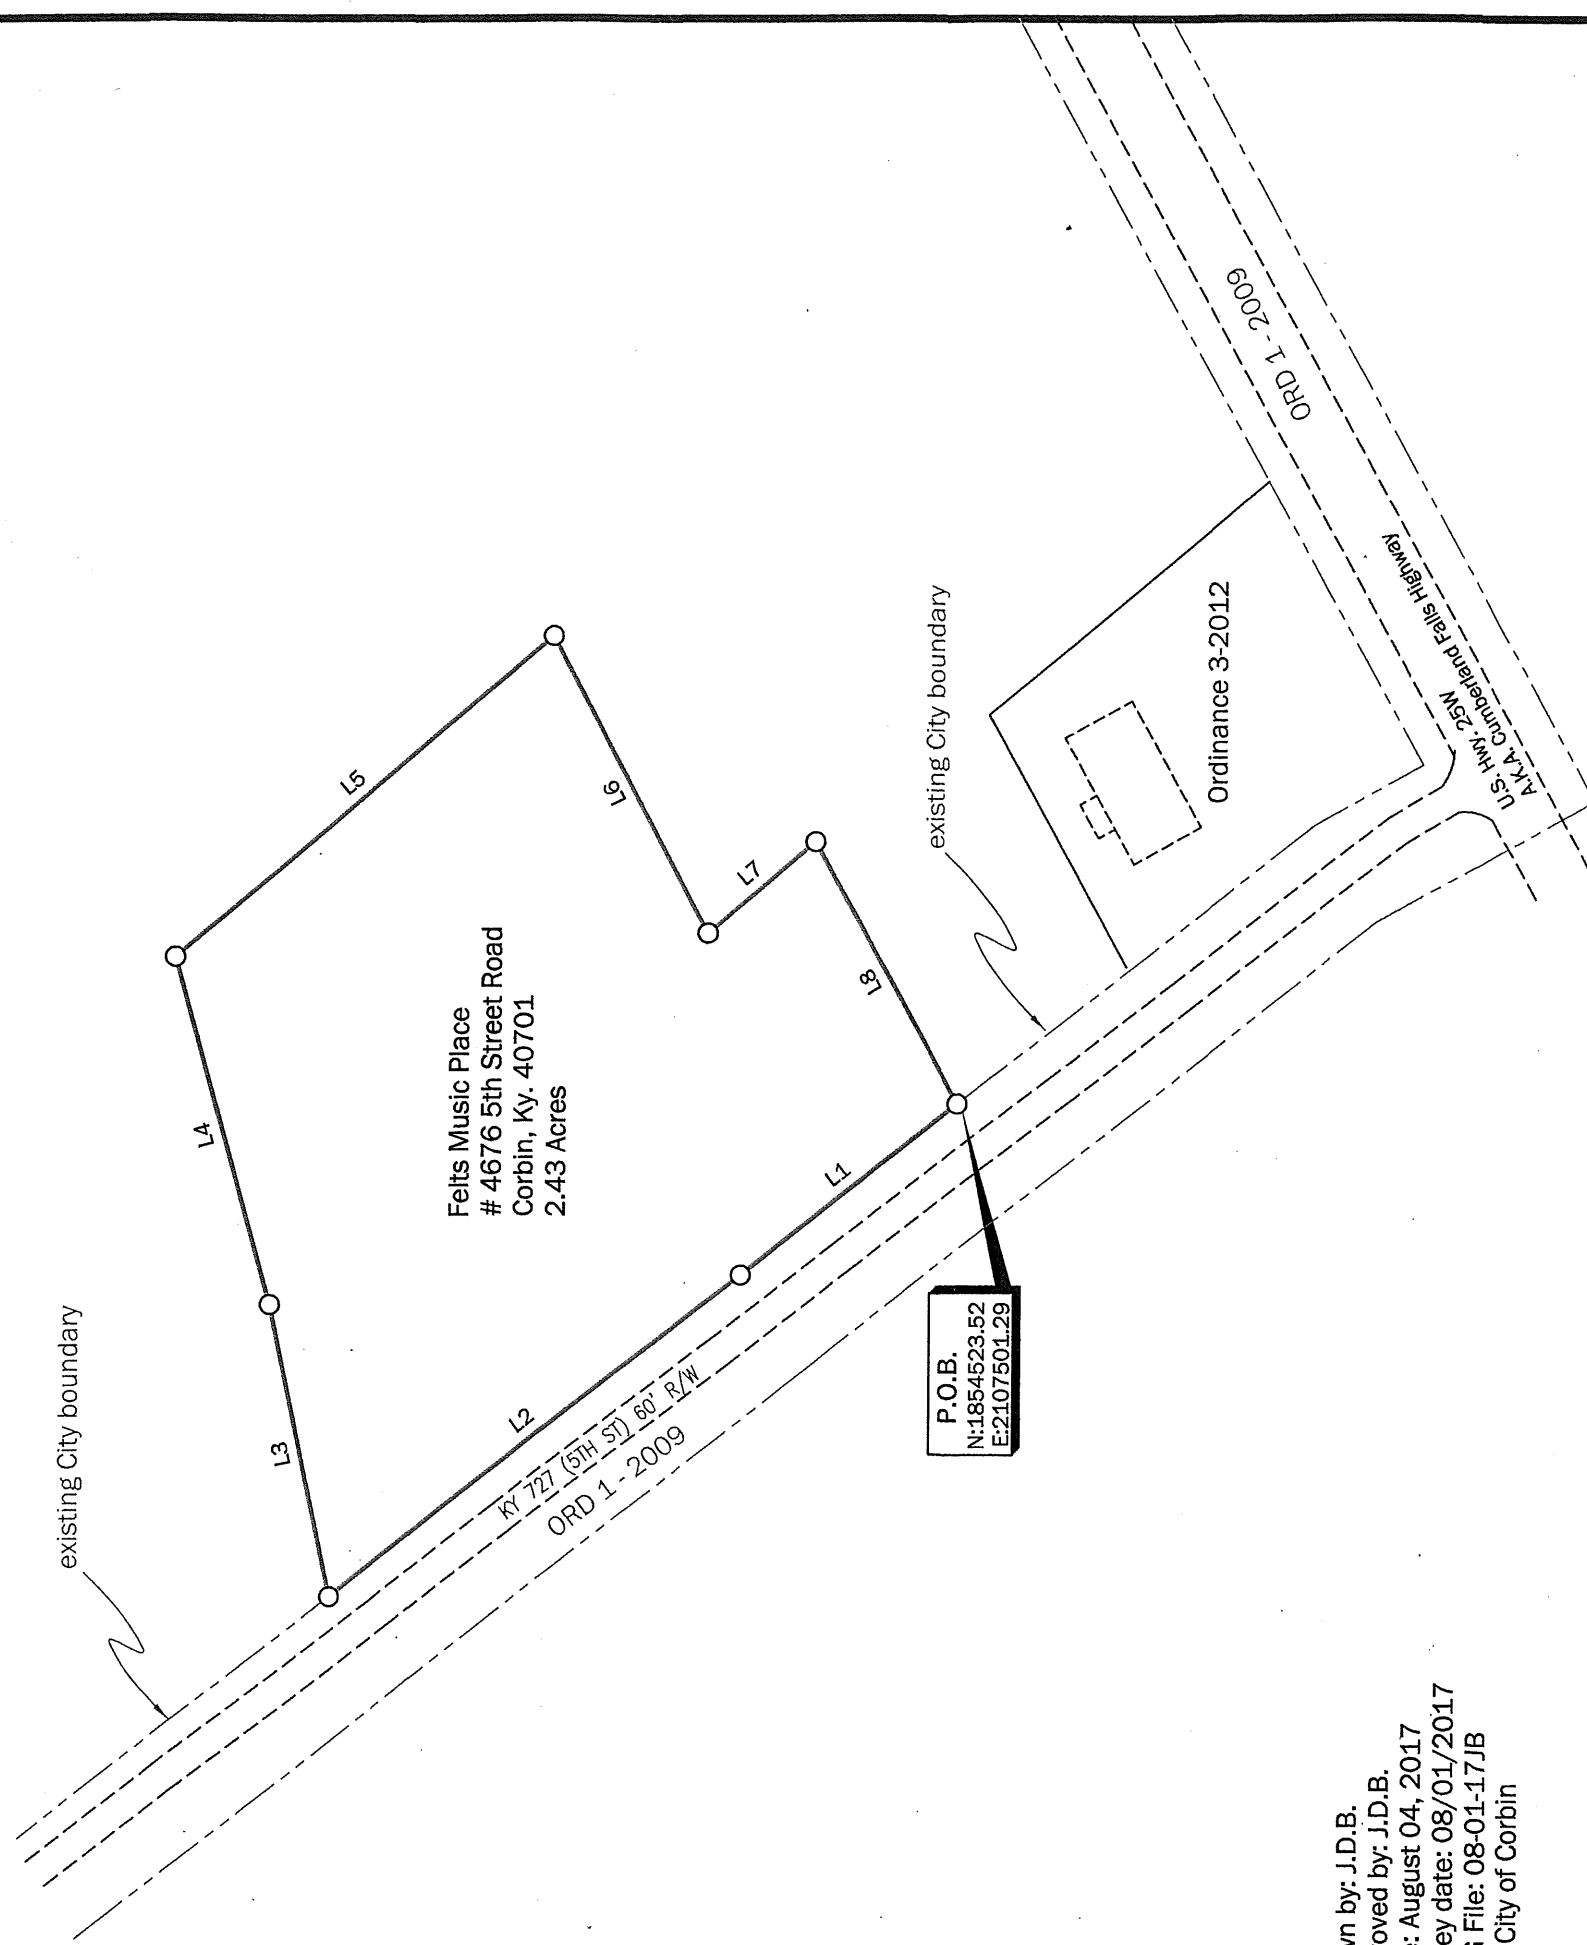 existing City boundary
L3
L4
L5
L2
L1
L6
L7
L8
Felts Music Place
# 4676 5th Street Road
Corbin, Ky. 40701
2.43 Acres
KY 727 (5TH ST) 60' R/W
ORD 1 - 2009
P.O.B.
N:1854523.52
E:2107501.29
existing City boundary
Ordinance 3-2012
ORD 1 - 2009
U.S. Hwy. 25W
A.K.A. Cumberland Falls Highway
wn by: J.D.B.
oved by: J.D.B.
: August 04, 2017
ey date: 08/01/2017
File: 08-01-17JB
City of Corbin